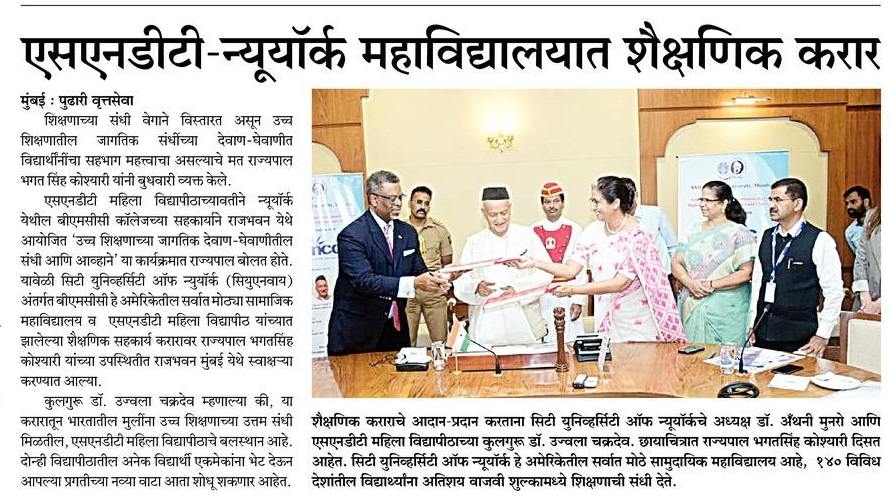 एसएनडीटी-न्यूयॉर्क महाविद्यालयात शैक्षणिक करार
मुंबई : पुढारी वृत्तसेवा
शिक्षणाच्या संधी वेगाने विस्तारत असून उच्च
शिक्षणातील जागतिक संधींच्या देवाण-घेवाणीत
विद्यार्थीनींचा सहभाग महत्त्वाचा असल्याचे मत राज्यपाल
भगत सिंह कोश्यारी यांनी बुधवारी व्यक्त केले.
एसएनडीटी महिला विद्यापीठाच्यावतीने न्यूयॉर्क
येथील बीएमसीसी कॉलेजच्या सहकार्याने राजभवन येथे
आयोजित ‘उच्च शिक्षणाच्या जागतिक देवाण-घेवाणीतील
संधी आणि आव्हाने’ या कार्यक्रमात राज्यपाल बोलत होते.
यावेळी सिटी युनिव्हर्सिटी ऑफ न्युयॉर्क (सियुएनवाय)
अंतर्गत बीएमसीसी हे अमेरिकेतील सर्वात मोठ्या सामाजिक
महाविद्यालय व एसएनडीटी महिला विद्यापीठ यांच्यात
झालेल्या शैक्षणिक सहकार्य करारावर राज्यपाल भगतसिंह
कोश्यारी यांच्या उपस्थितीत राजभवन मुंबई येथे स्वाक्षऱ्या
करण्यात आल्या.
कुलगुरू डॉ. उज्वला चक्रदेव म्हणाल्या की, या
करारातून भारतातील मुलींना उच्च शिक्षणाच्या उत्तम संधी
मिळतील, एसएनडीटी महिला विद्यापीठाचे बलस्थान आहे.
दोन्ही विद्यापीठातील अनेक विद्यार्थी एकमेकांना भेट देऊन
आपल्या प्रगतीच्या नव्या वाटा आता शोधू शकणार आहेत.
शैक्षणिक कराराचे आदान-प्रदान करताना सिटी युनिव्हर्सिटी ऑफ न्यूयॉर्कचे अध्यक्ष डॉ. अँथनी मुनरो आणि
एसएनडीटी महिला विद्यापीठाच्या कुलगुरू डॉ. उज्वला चक्रदेव. छायाचित्रात राज्यपाल भगतसिंह कोश्यारी दिसत
आहेत. सिटी युनिव्हर्सिटी ऑफ न्यूयॉर्क हे अमेरिकेतील सर्वात मोठे सामुदायिक महाविद्यालय आहे, १४० विविध
देशांतील विद्यार्थ्यांना अतिशय वाजवी शुल्कामध्ये शिक्षणाची संधी देते.